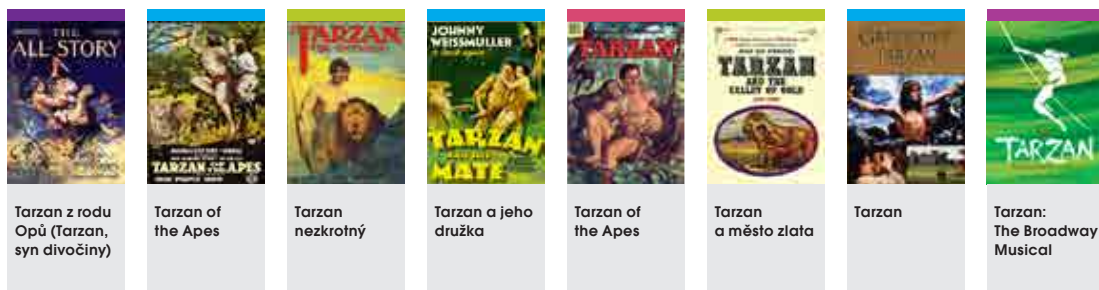 THE
ALL STORY
Tarzan z rodu
Opů (Tarzan,
syn divočiny)
TARZAN OF THE APES
Tarzan of
the Apes
TARZAN
Tarzan
nezkrotný
JOHNNY
WEISSMULLER
TARZAN
AND HIS
MATE
Tarzan a jeho
družka
TARZAN
Tarzan of
the Apes
TARZAN
AND THE
VALLEY OF GOLD
Tarzan
a město zlata
GREYSTOKE
TARZAN
Tarzan
TARZAN
Tarzan:
The Broadway
Musical